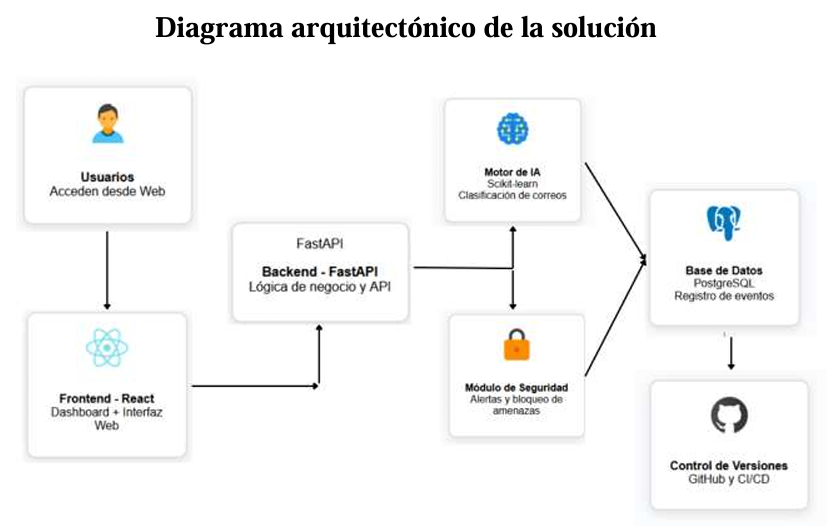 Diagrama arquitectónico de la solución
Usuarios
Acceden desde Web
Frontend - React
Dashboard + Interfaz
Web
FastAPI
Backend - FastAPI
Lógica de negocio y API
Motor de IA
Scikit-learn
Clasificación de correos
Módulo de Seguridad
Alertas y bloqueo de
amenazas
Base de Datos
PostgreSQL
Registro de eventos
Control de Versiones
GitHub y CI/CD